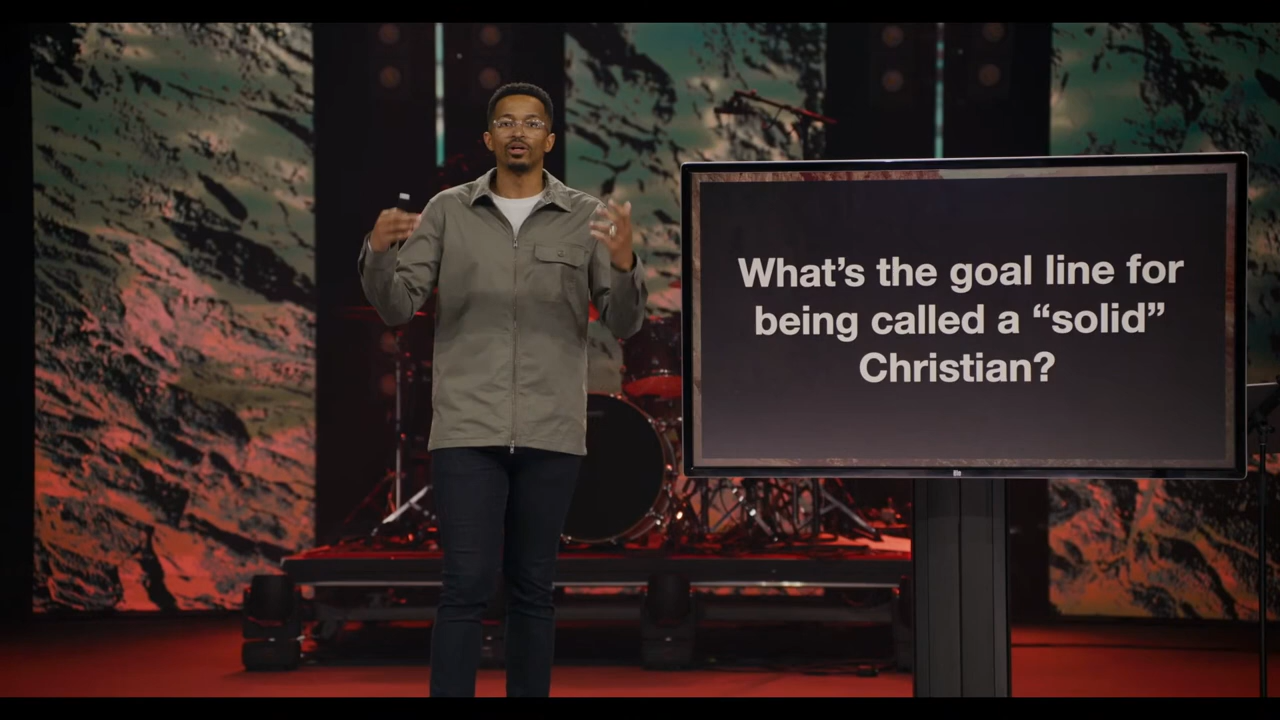 What's the goal line for
being called a “solid”
Christian?